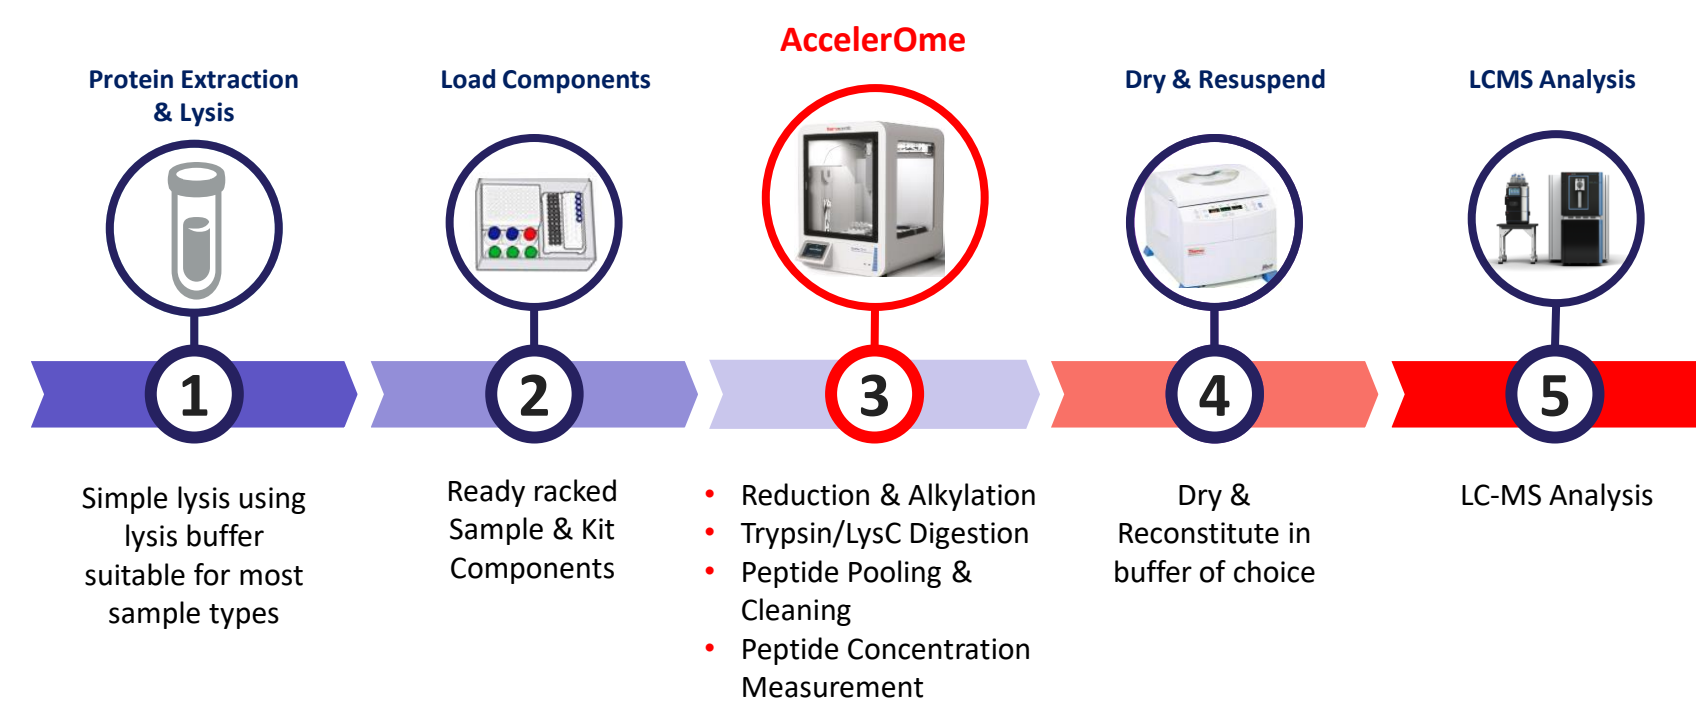 AccelerOme
Protein Extraction
& Lysis
Load Components
Dry & Resuspend
LCMS Analysis
1
2
3
4
5
Simple lysis using
lysis buffer
suitable for most
sample types
Ready racked
Sample & Kit
Components
• Reduction & Alkylation
• Trypsin/LysC Digestion
• Peptide Pooling &
Cleaning
• Peptide Concentration
Measurement
Dry &
Reconstitute in
buffer of choice
LC-MS Analysis